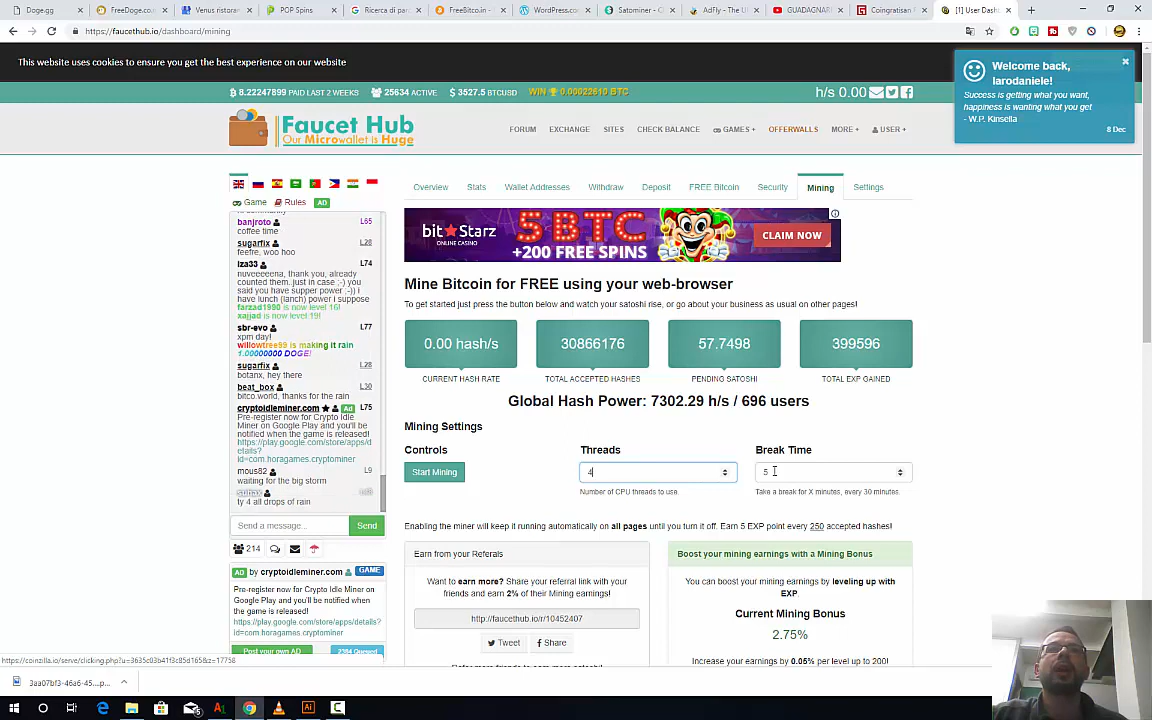 Doge.gg
FreeDoge.co
Venus ristoran
POP Spins
Ricerca di par
FreeBitco.in -
WordPress.com
Satominer - C
AdFly - The U
GUADAGNAR
Coingratisan F
[1] User Dash
https://faucethub.io/dashboard/mining
This website uses cookies to ensure you get the best experience on our website
Welcome back, larodaniele!
Success is getting what you want,
happiness is wanting what you get
- W.P. Kinsella
8 Dec
8.22247899 PAID LAST 2 WEEKS
25634 ACTIVE
$ 3527.5 BTCUSD
WIN 0.00022610 BTC
h/s 0.00
Faucet Hub
Our Microwallet is Huge
FORUM
EXCHANGE
SITES
CHECK BALANCE
GAMES +
OFFERWALLS
MORE +
USER +
Game
Rules
AD
banjroto L65
coffee time
sugarfix L28
feefre, woo hoo
iza33 L74
nuveeeeena, thank you, already
counted them. just in case ;-) you
said you have supper power ;-)) i
have lunch (lanch) power i suppose
farzad1990 is now level 16!
xajjad is now level 19!
sbr-evo L77
xpm day!
willowtree99 is making it rain
1.00000000 DOGE!
sugarfix L28
botanx, hey there
beat_box L30
bitco.world, thanks for the rain
cryptoidleminer.com Ad L75
Pre-register now for Crypto Idle
Miner on Google Play and you'll be
notified when the game is released!
https://play.google.com/store/apps/d
etails?
id=com.horagames.cryptominer
mous82 L9
waiting for the big storm
ty 4 all drops of rain
Send a message...
Send
214
AD by cryptoidleminer.com GAME
Pre-register now for Crypto Idle Miner on
Google Play and you'll be notified when
the game is released!
https://play.google.com/store/apps/details?
id=com.horagames.cryptominer
Post your own AD
2384 Queued
Overview
Stats
Wallet Addresses
Withdraw
Deposit
FREE Bitcoin
Security
Mining
Settings
bitStarz
ONLINE CASINO
5 BTC
+200 FREE SPINS
CLAIM NOW
Mine Bitcoin for FREE using your web-browser
To get started just press the button below and watch your satoshi rise, or go about your business as usual on other pages!
0.00 hash/s
30866176
57.7498
399596
CURRENT HASH RATE
TOTAL ACCEPTED HASHES
PENDING SATOSHI
TOTAL EXP GAINED
Global Hash Power: 7302.29 h/s / 696 users
Mining Settings
Controls
Threads
Break Time
Start Mining
4
5
Number of CPU threads to use.
Take a break for X minutes, every 30 minutes.
Enabling the miner will keep it running automatically on all pages until you turn it off. Earn 5 EXP point every 250 accepted hashes!
Earn from your Referrals
Want to earn more? Share your referral link with your
friends and earn 2% of their Mining earnings!
http://faucethub.io/r/10452407
Tweet
Share
Boost your mining earnings with a Mining Bonus
You can boost your mining earnings by leveling up with
EXP.
Current Mining Bonus
2.75%
Increase your earnings by 0.05% per level up to 200!
https://coinzilla.io/serve/clicking.php?u=3635c03b41f3c85d165&z=17758
3aa07bf3-46a6-45....p...